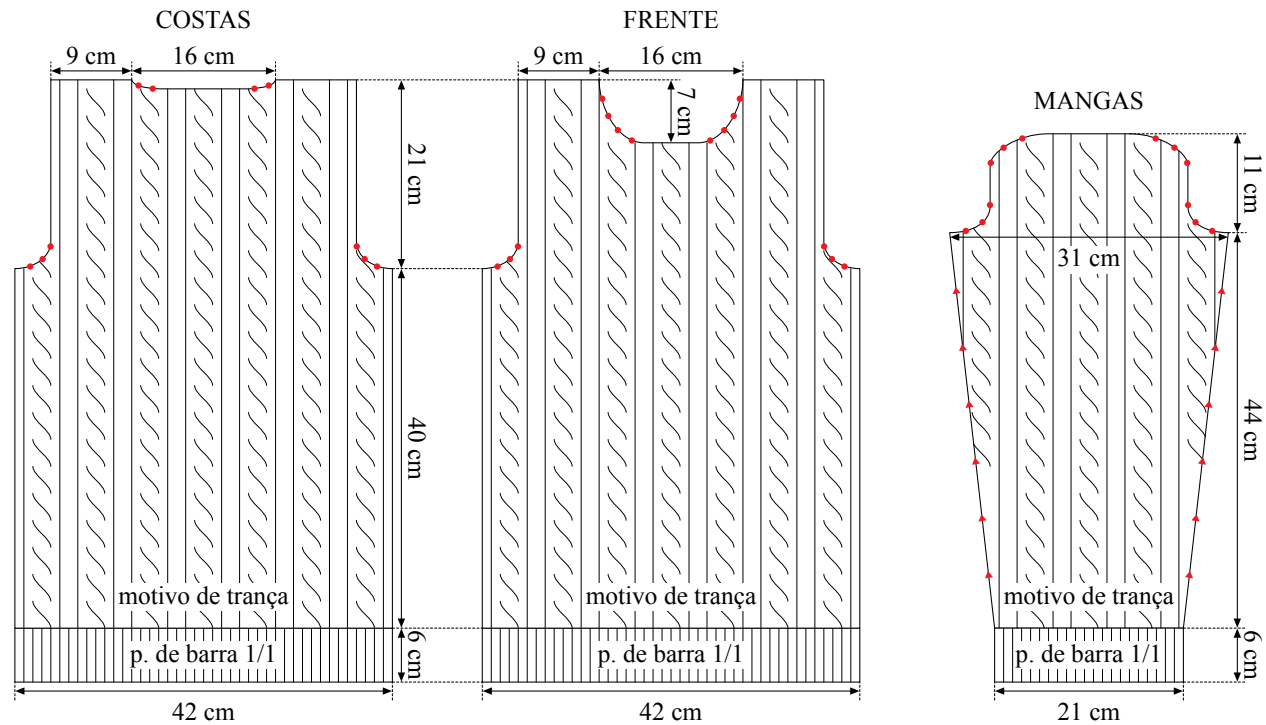 COSTAS
9 cm
16 cm
21 cm
40 cm
motivo de trança
p. de barra 1/1
6 cm
42 cm
FRENTE
9 cm
16 cm
7 cm
motivo de trança
p. de barra 1/1
42 cm
MANGAS
11 cm
31 cm
44 cm
motivo de trança
p. de barra 1/1
6 cm
21 cm